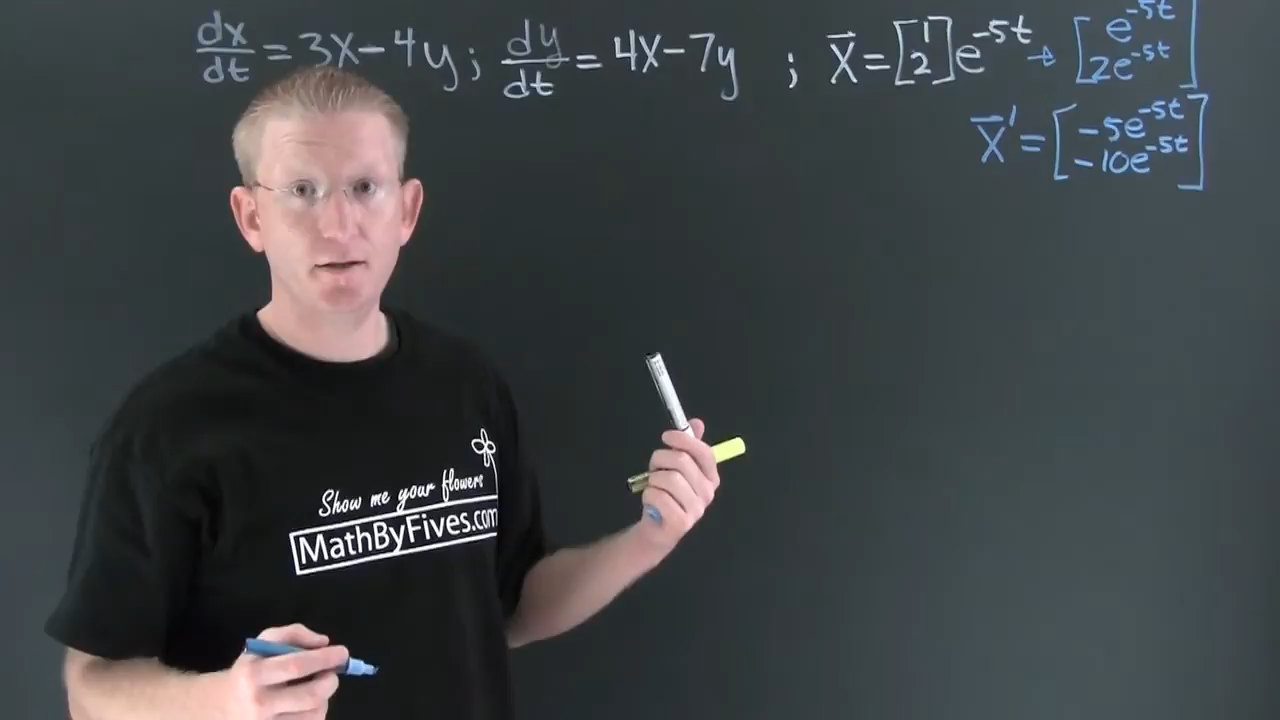 dx/dt = 3x - 4y ; dy/dt = 4x - 7y ; X⃗ = [1 2] e^-5t → [e^-5t 2e^-5t]
X⃗' = [-5e^-5t -10e^-5t]
Show me your flowers
MathByFives.com